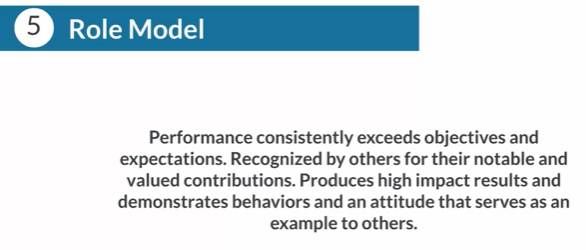 5 Role Model
Performance consistently exceeds objectives and
expectations. Recognized by others for their notable and
valued contributions. Produces high impact results and
demonstrates behaviors and an attitude that serves as an
example to others.